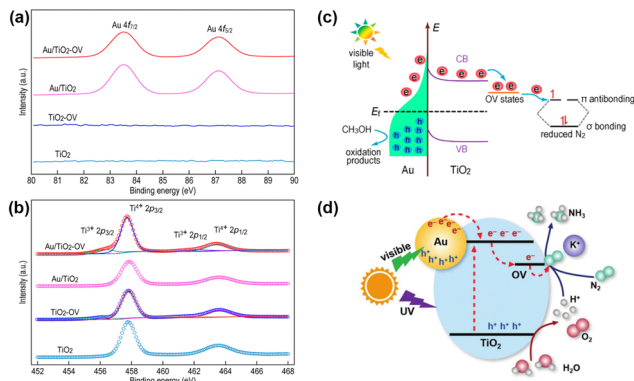 (a)
Au 4f7/2
Au 4f5/2
Au/TiO2-OV
Au/TiO2
TiO2-OV
TiO2
Intensity (a.u.)
80 81 82 83 84 85 86 87 88 89 90
Binding energy (eV)
(b)
Ti3+ 2p3/2
Ti4+ 2p3/2
Ti3+ 2p1/2
Ti4+ 2p1/2
Au/TiO2-OV
Au/TiO2
TiO2-OV
TiO2
Intensity (a.u.)
452 454 456 458 460 462 464 466 468
Binding energy (eV)
(c)
E
visible
light
e e e e e e e
CB
e e
OV states
e
π antibonding
σ bonding
reduced N2
Ef
CH3OH
oxidation
products
h h h
h h h
h h h
h h h
VB
Au
TiO2
(d)
e- e- e-
e- e-
Au
h+ h+
h+ h+
e- e- e-
visible
UV
e-
OV
NH3
K+
N2
H+
O2
H2O
h+ h+ h+
TiO2